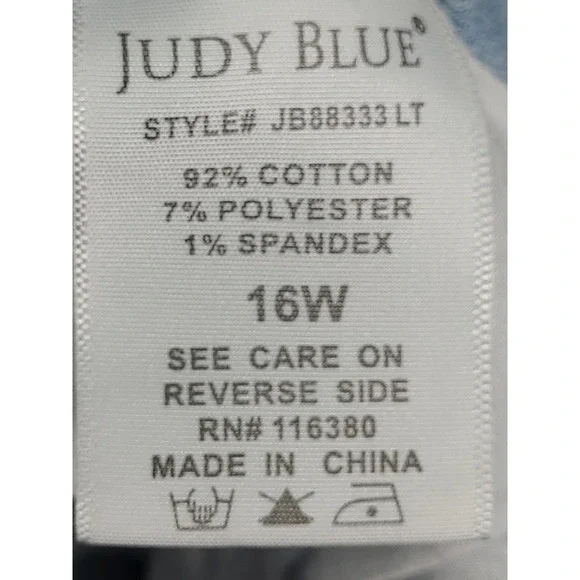 JUDY BLUE®
STYLE# JB88333 LT
92% COTTON
7% POLYESTER
1% SPANDEX
16W
SEE CARE ON
REVERSE SIDE
RN# 116380
MADE IN CHINA